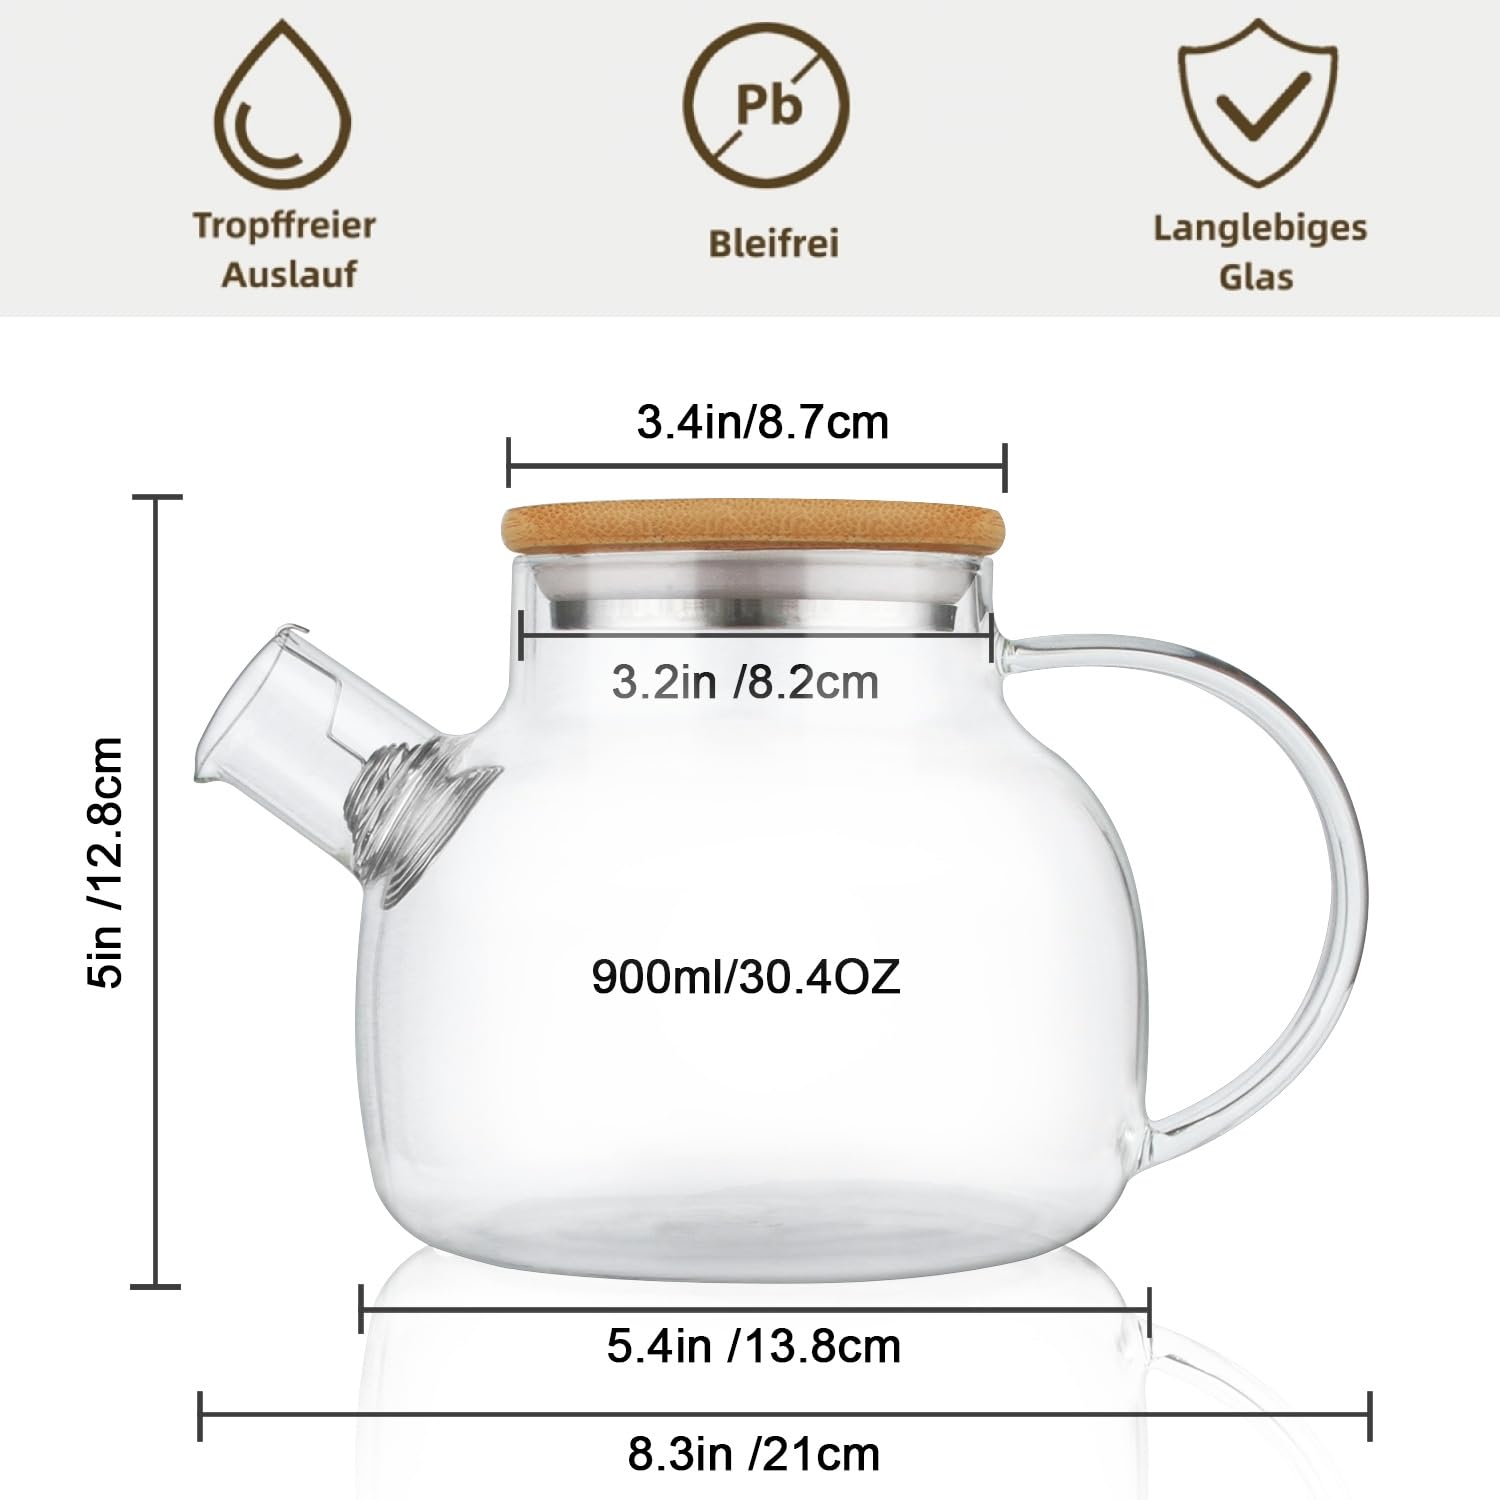 Pb
Tropffreier
Auslauf
Bleifrei
Langlebiges
Glas
3.4in/8.7cm
3.2in /8.2cm
5in /12.8cm
900ml/30.4OZ
5.4in /13.8cm
8.3in /21cm